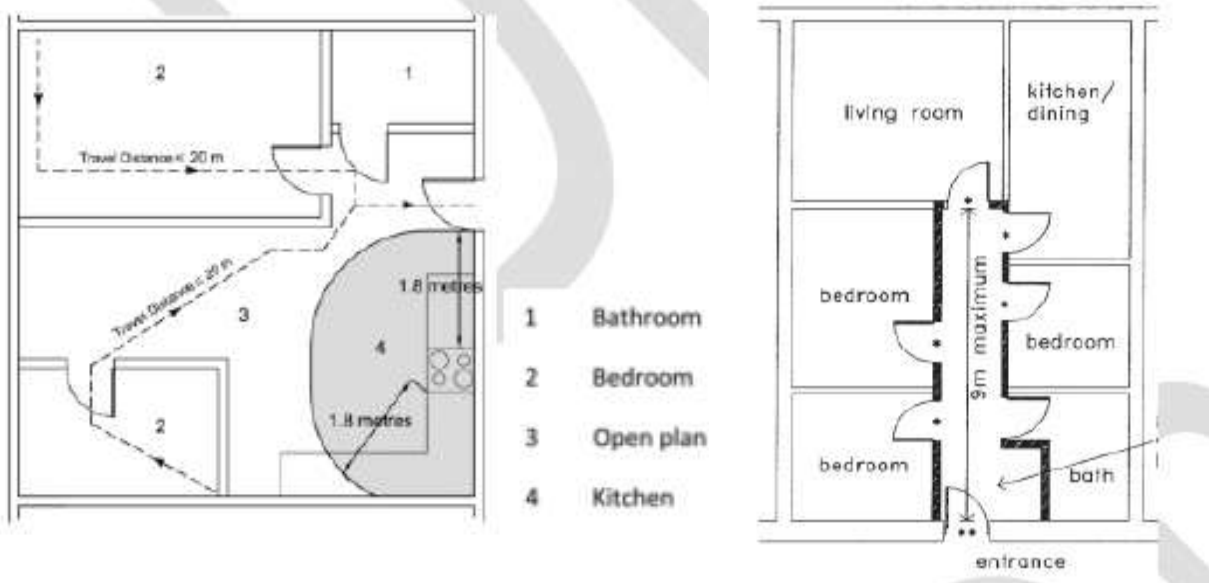 2
1
Travel Distance < 20 m
Travel Distance < 20 m
1.8 metres
3
4
1.8 metres
2
1 Bathroom
2 Bedroom
3 Open plan
4 Kitchen
living room
kitchen/
dining
*
*
bedroom
*
9m maximum
*
bedroom
*
bedroom
bath
**
entrance